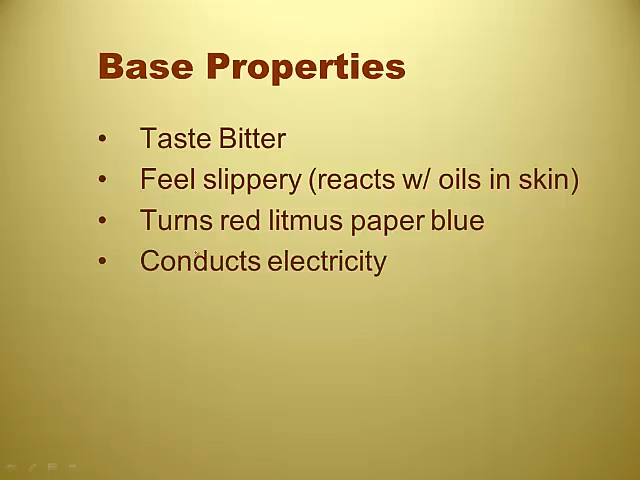 Base Properties
• Taste Bitter
• Feel slippery (reacts w/ oils in skin)
• Turns red litmus paper blue
• Conducts electricity